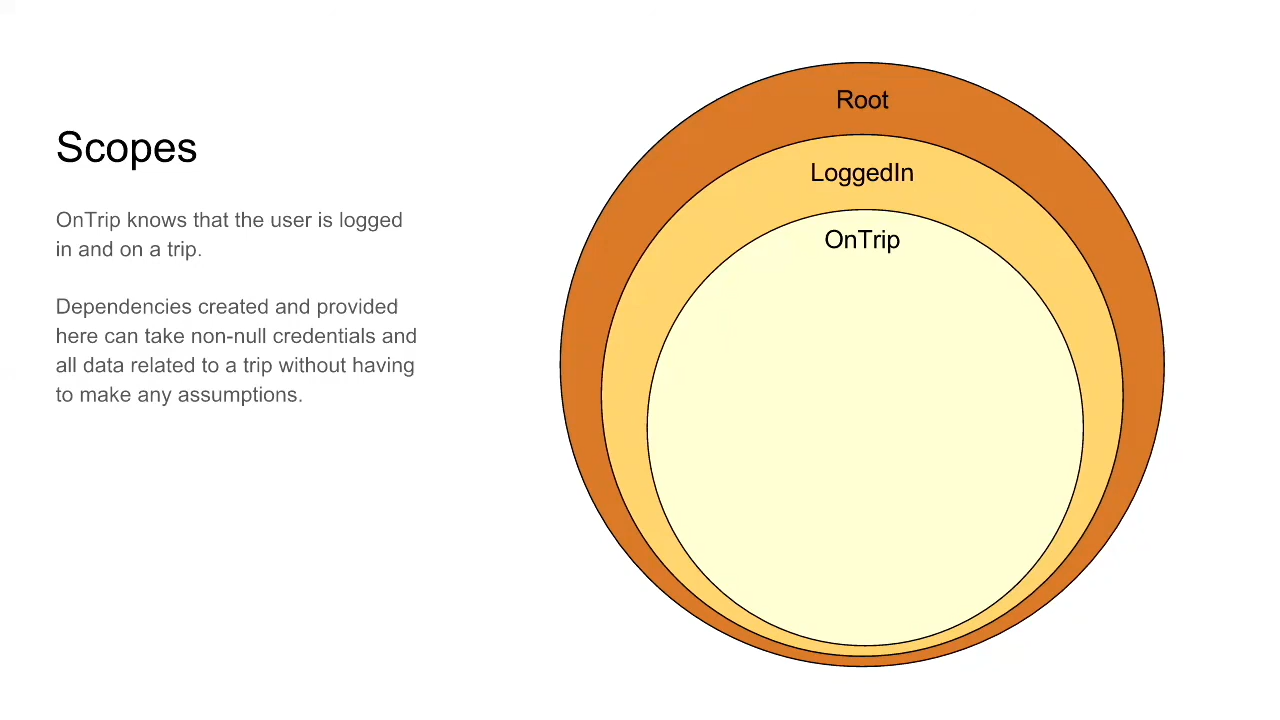 Scopes
OnTrip knows that the user is logged
in and on a trip.
Dependencies created and provided
here can take non-null credentials and
all data related to a trip without having
to make any assumptions.
Root
LoggedIn
OnTrip